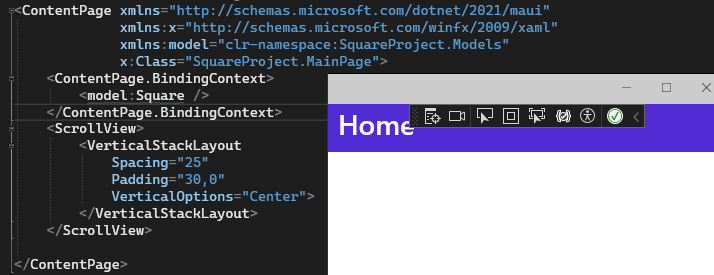 <ContentPage xmlns="http://schemas.microsoft.com/dotnet/2021/maui"
             xmlns:x="http://schemas.microsoft.com/winfx/2009/xaml"
             xmlns:model="clr-namespace:SquareProject.Models"
             x:Class="SquareProject.MainPage">
    <ContentPage.BindingContext>
        <model:Square />
    </ContentPage.BindingContext>
    <ScrollView>
        <VerticalStackLayout
            Spacing="25"
            Padding="30,0"
            VerticalOptions="Center">
        </VerticalStackLayout>
    </ScrollView>
</ContentPage>
Home